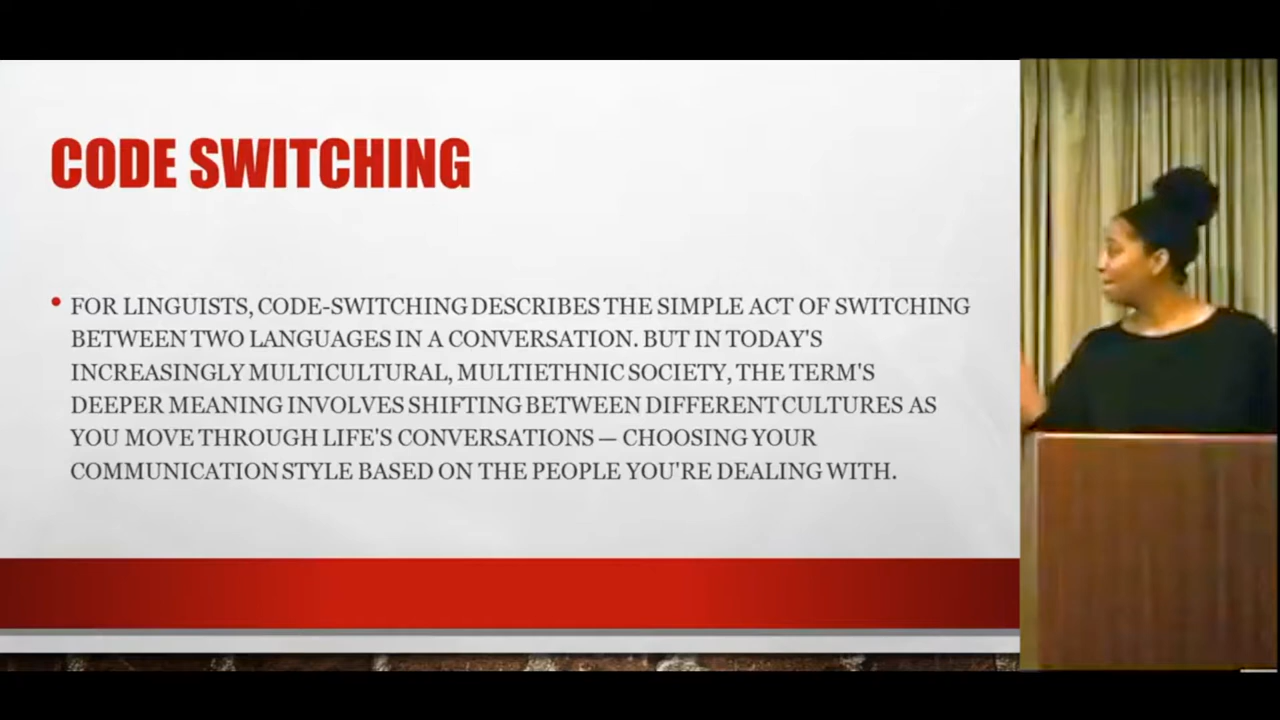 CODE SWITCHING
• FOR LINGUISTS, CODE-SWITCHING DESCRIBES THE SIMPLE ACT OF SWITCHING
BETWEEN TWO LANGUAGES IN A CONVERSATION. BUT IN TODAY'S
INCREASINGLY MULTICULTURAL, MULTIETHNIC SOCIETY, THE TERM'S
DEEPER MEANING INVOLVES SHIFTING BETWEEN DIFFERENT CULTURES AS
YOU MOVE THROUGH LIFE'S CONVERSATIONS — CHOOSING YOUR
COMMUNICATION STYLE BASED ON THE PEOPLE YOU'RE DEALING WITH.